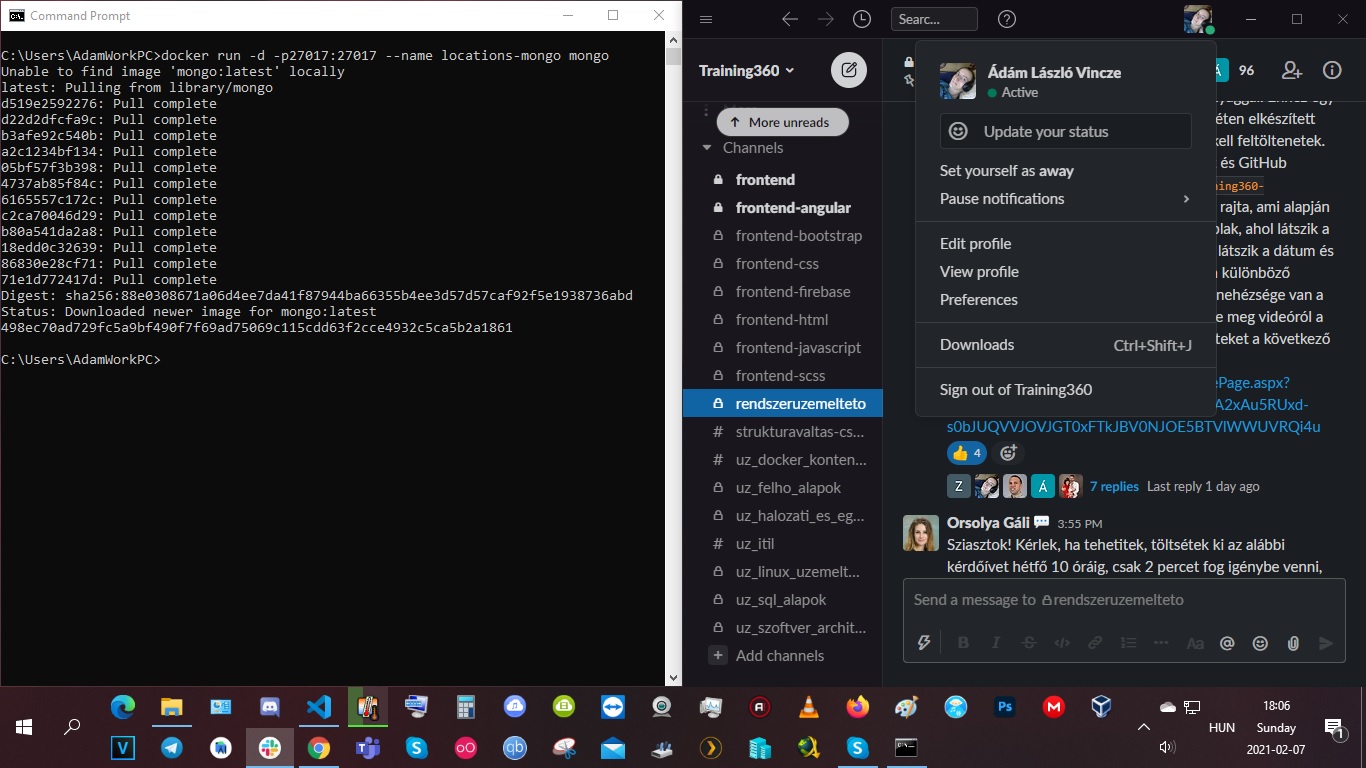 Command Prompt
C:\Users\AdamWorkPC>docker run -d -p27017:27017 --name locations-mongo mongo
Unable to find image 'mongo:latest' locally
latest: Pulling from library/mongo
d519e2592276: Pull complete
d22d2dfcfa9c: Pull complete
b3afe92c540b: Pull complete
a2c1234bf134: Pull complete
05bf57f3b398: Pull complete
4737ab85f84c: Pull complete
6165557c172c: Pull complete
c2ca70046d29: Pull complete
b80a541da2a8: Pull complete
18edd0c32639: Pull complete
86830e28cf71: Pull complete
71e1d772417d: Pull complete
Digest: sha256:88e0308671a06d4ee7da41f87944ba66355b4ee3d57d57caf92f5e1938736abd
Status: Downloaded newer image for mongo:latest
498ec70ad729fc5a9bf490f7f69ad75069c115cdd63f2cce4932c5ca5b2a1861
C:\Users\AdamWorkPC>
Searc...
Training360
More unreads
Channels
frontend
frontend-angular
frontend-bootstrap
frontend-css
frontend-firebase
frontend-html
frontend-javascript
frontend-scss
rendszeruzemelteto
# strukturavaltas-cs...
# uz_docker_konten...
uz_felho_alapok
uz_halozati_es_eg...
# uz_itil
uz_linux_uzemelt...
uz_sql_alapok
uz_szoftver_archit...
+ Add channels
Ádám László Vincze
Active
Update your status
Set yourself as away
Pause notifications
Edit profile
View profile
Preferences
Downloads Ctrl+Shift+J
Sign out of Training360
Á 96
éten elkészített
kell feltöltenetek.
és GitHub
ning360-
rajta, ami alapján
blak, ahol látszik a
látszik a dátum és
különböző
nehézsége van a
e meg videóról a
teket a következő
ePage.aspx?
A2xAu5RUxd-
s0bJUQVVJOVJGT0xFTkJBV0NJOE5BTVlWWUVRQi4u
4
Z Á 7 replies Last reply 1 day ago
Orsolya Gáli 3:55 PM
Sziasztok! Kérlek, ha tehetitek, töltsétek ki az alábbi
kérdőívet hétfő 10 óráig, csak 2 percet fog igénybe venni,
Send a message to rendszeruzemelteto
B I S Aa @
Ps
V
qb
HUN
18:06
Sunday
2021-02-07
1